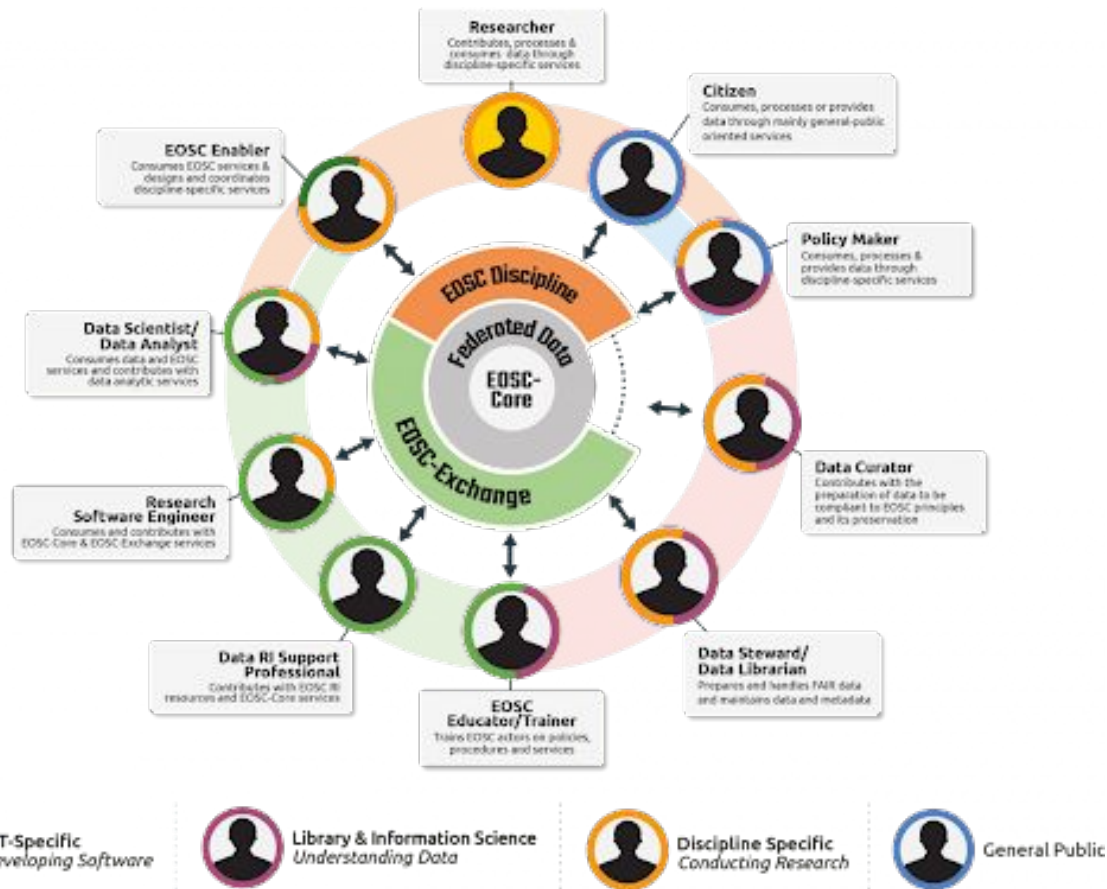 Researcher
Contributes, processes &
consumes data through
discipline-specific services
Citizen
Consumes, processes or provides
data through mainly general-public
oriented services
EOSC Enabler
Consumes EOSC services &
designs and coordinates
discipline-specific services
Policy Maker
Consumes, processes &
provides data through
discipline-specific services
EOSC Discipline
Federated Data
EOSC-
Core
EOSC-Exchange
Data Scientist/
Data Analyst
Consumes data and EOSC
services and contributes with
data analytic services
Data Curator
Contributes with the
preparation of data to be
compliant to EOSC principles
and its preservation
Research
Software Engineer
Consumes and contributes with
EOSC-Core & EOSC-Exchange services
Data RI Support
Professional
Contributes with EOSC RI
resources and EOSC-Core services
Data Steward/
Data Librarian
Prepares and handles FAIR data
and maintains data and metadata
EOSC
Educator/Trainer
Trains EOSC actors on policies,
procedures and services
T-Specific
veloping Software
Library & Information Science
Understanding Data
Discipline Specific
Conducting Research
General Public